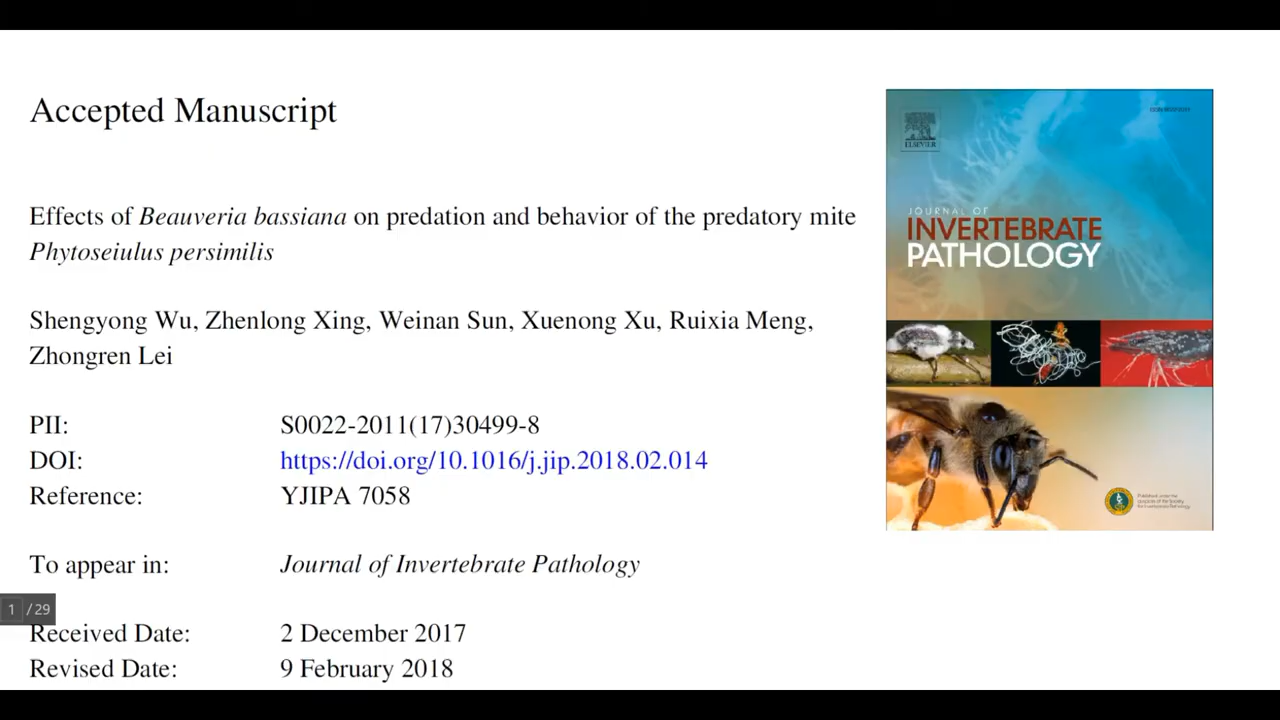 Accepted Manuscript
Effects of Beauveria bassiana on predation and behavior of the predatory mite
Phytoseiulus persimilis
Shengyong Wu, Zhenlong Xing, Weinan Sun, Xuenong Xu, Ruixia Meng,
Zhongren Lei
PII: S0022-2011(17)30499-8
DOI: https://doi.org/10.1016/j.jip.2018.02.014
Reference: YJIPA 7058
To appear in: Journal of Invertebrate Pathology
1 / 29
Received Date: 2 December 2017
Revised Date: 9 February 2018
ELSEVIER
JOURNAL OF
INVERTEBRATE
PATHOLOGY